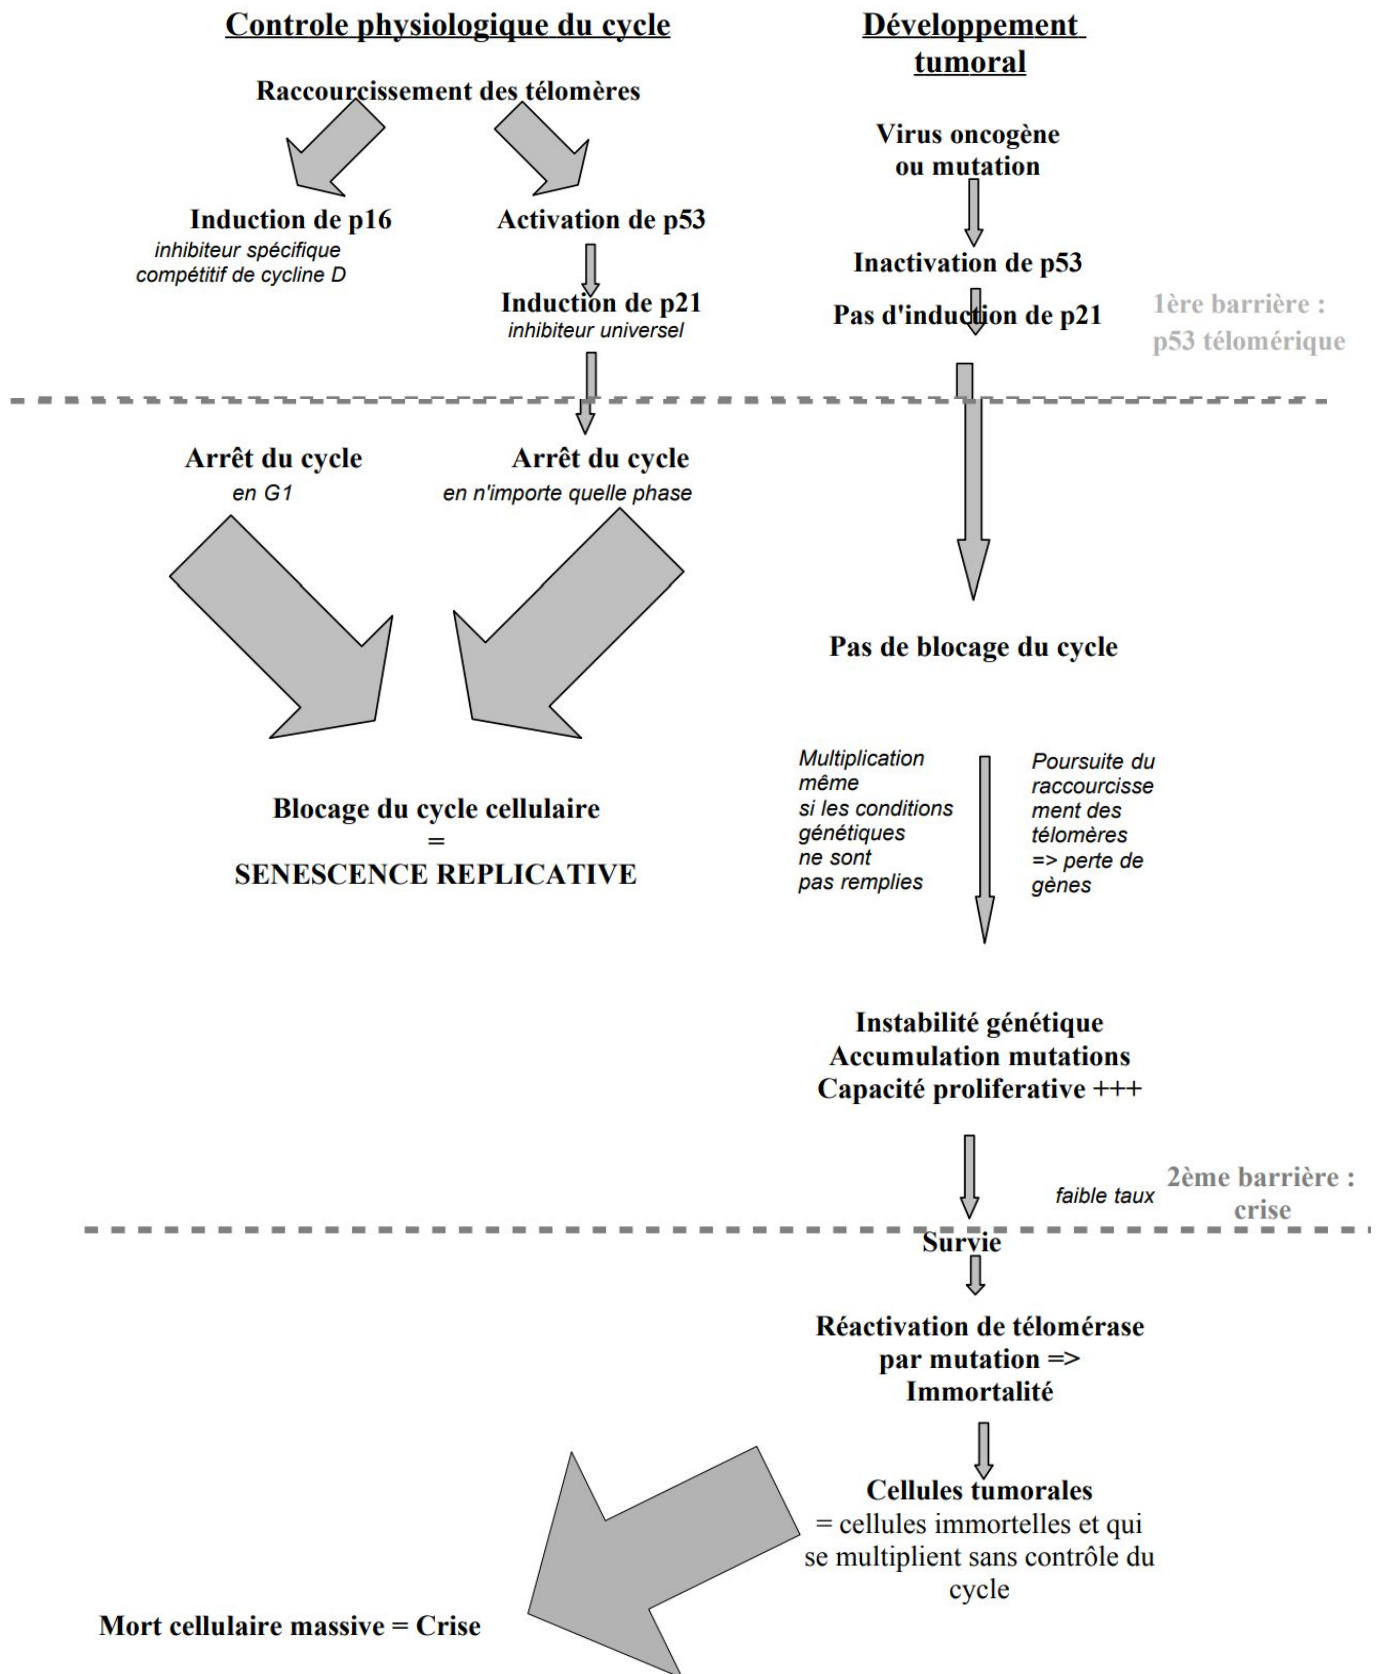 Controle physiologique du cycle
Développement
tumoral
Raccourcissement des télomères
Virus oncogène
ou mutation
Induction de p16
inhibiteur spécifique
compétitif de cycline D
Activation de p53
Inactivation de p53
Induction de p21
inhibiteur universel
Pas d'induction de p21
1ère barrière :
p53 télomérique
Arrêt du cycle
en G1
Arrêt du cycle
en n'importe quelle phase
Pas de blocage du cycle
Multiplication
même
si les conditions
génétiques
ne sont
pas remplies
Poursuite du
raccourcisse
ment des
télomères
=> perte de
gènes
Blocage du cycle cellulaire
=
SENESCENCE REPLICATIVE
Instabilité génétique
Accumulation mutations
Capacité proliferative +++
faible taux
2ème barrière :
crise
Survie
Réactivation de télomérase
par mutation =>
Immortalité
Cellules tumorales
= cellules immortelles et qui
se multiplient sans contrôle du
cycle
Mort cellulaire massive = Crise